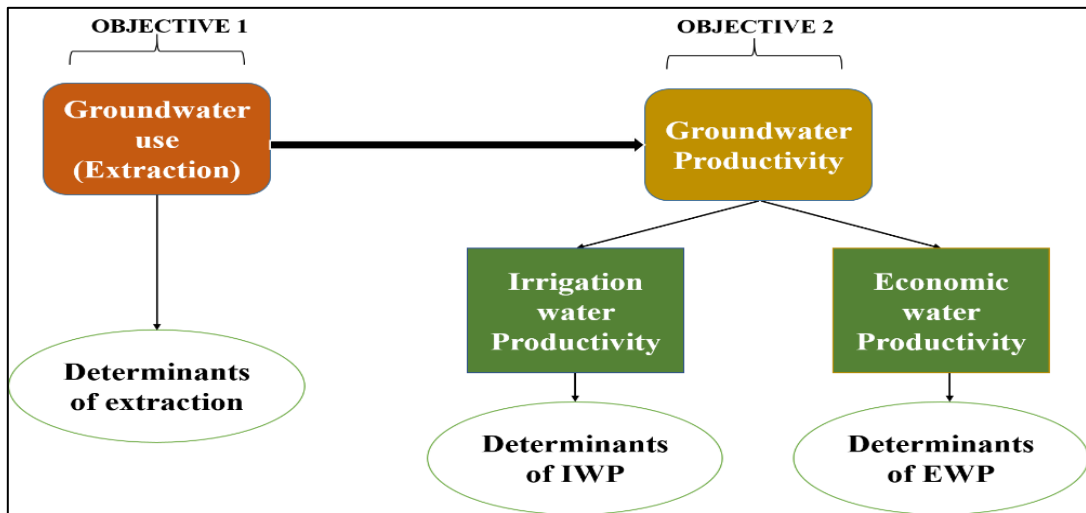 OBJECTIVE 1
Groundwater
use
(Extraction)
Determinants
of extraction
OBJECTIVE 2
Groundwater
Productivity
Irrigation
water
Productivity
Determinants
of IWP
Economic
water
Productivity
Determinants
of EWP